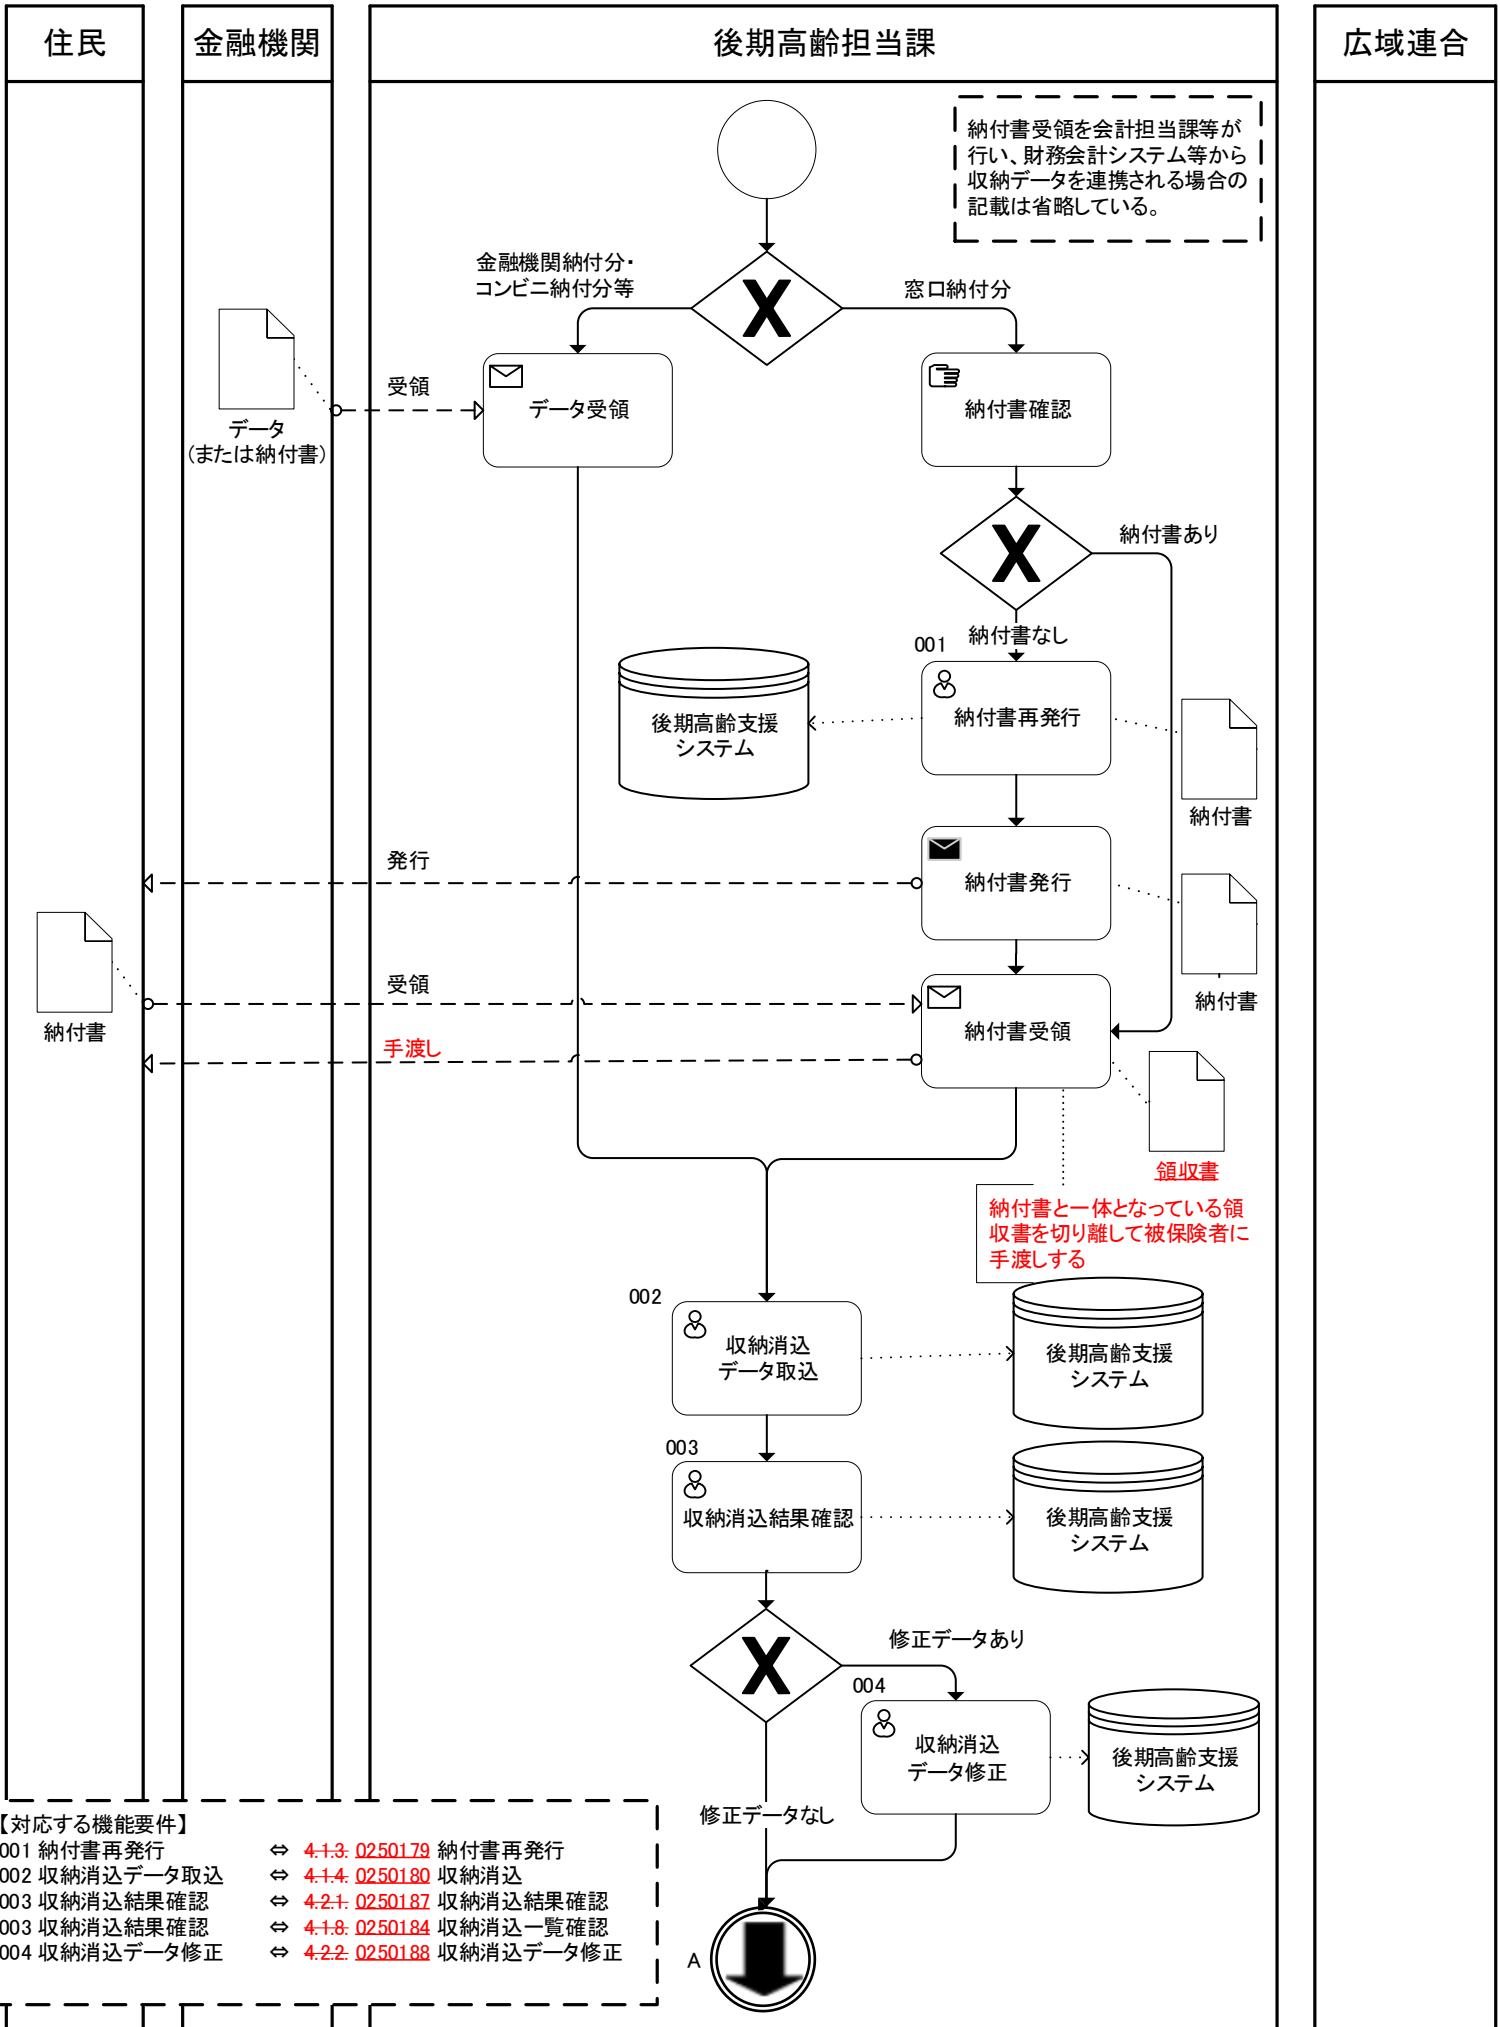 住民
金融機関
後期高齢担当課
広域連合
納付書受領を会計担当課等が
行い、財務会計システム等から
収納データを連携される場合の
記載は省略している。
金融機関納付分・
コンビニ納付分等
X
窓口納付分
受領
データ
(または納付書)
データ受領
納付書確認
X
納付書あり
納付書なし
001
納付書再発行
後期高齢支援
システム
納付書
発行
納付書発行
納付書
受領
納付書
納付書受領
手渡し
領収書
納付書と一体となっている領
収書を切り離して被保険者に
手渡しする
002
収納消込
データ取込
後期高齢支援
システム
003
収納消込結果確認
後期高齢支援
システム
X
修正データあり
004
収納消込
データ修正
後期高齢支援
システム
修正データなし
【対応する機能要件】
001 納付書再発行 ⇔ 4.1.3. 0250179 納付書再発行
002 収納消込データ取込 ⇔ 4.1.4. 0250180 収納消込
003 収納消込結果確認 ⇔ 4.2.1. 0250187 収納消込結果確認
003 収納消込結果確認 ⇔ 4.1.8. 0250184 収納消込一覧確認
004 収納消込データ修正 ⇔ 4.2.2. 0250188 収納消込データ修正
A